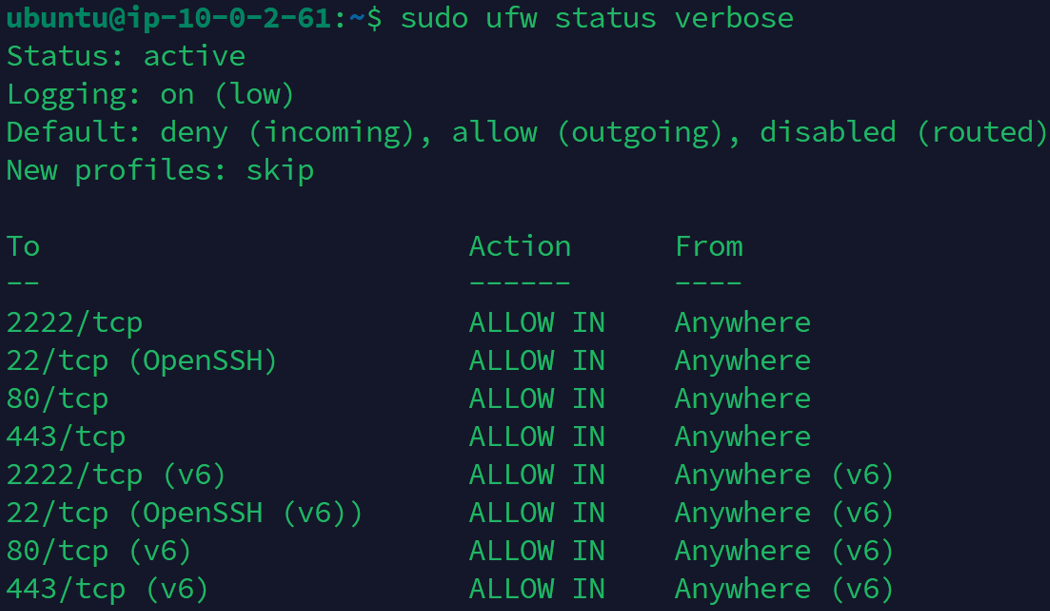 ubuntu@ip-10-0-2-61:~$ sudo ufw status verbose
Status: active
Logging: on (low)
Default: deny (incoming), allow (outgoing), disabled (routed)
New profiles: skip

To                         Action      From
--                         ------      ----
2222/tcp                   ALLOW IN    Anywhere
22/tcp (OpenSSH)           ALLOW IN    Anywhere
80/tcp                     ALLOW IN    Anywhere
443/tcp                    ALLOW IN    Anywhere
2222/tcp (v6)              ALLOW IN    Anywhere (v6)
22/tcp (OpenSSH (v6))      ALLOW IN    Anywhere (v6)
80/tcp (v6)                ALLOW IN    Anywhere (v6)
443/tcp (v6)               ALLOW IN    Anywhere (v6)